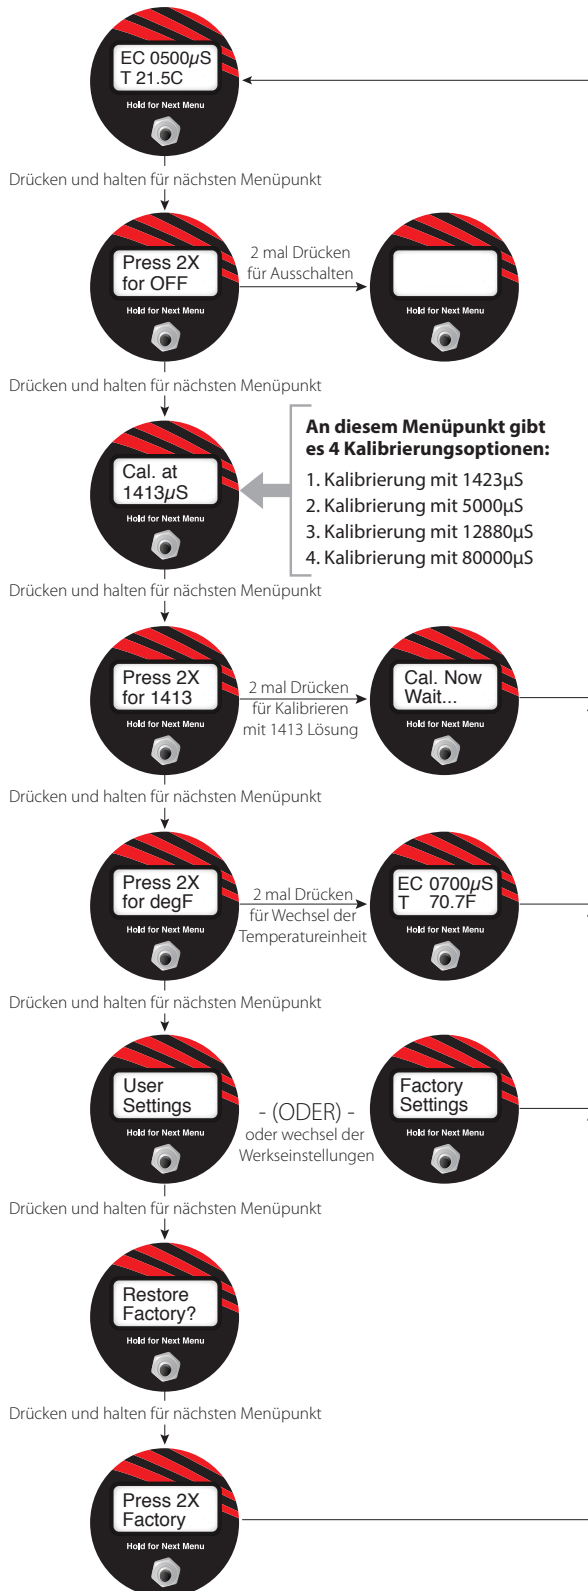 EC 0500µS
T 21.5C
Hold for Next Menu
Drücken und halten für nächsten Menüpunkt
Press 2X
for OFF
Hold for Next Menu
2 mal Drücken
für Ausschalten
Hold for Next Menu
Drücken und halten für nächsten Menüpunkt
Cal. at
1413µS
Hold for Next Menu
An diesem Menüpunkt gibt
es 4 Kalibrierungsoptionen:
1. Kalibrierung mit 1423µS
2. Kalibrierung mit 5000µS
3. Kalibrierung mit 12880µS
4. Kalibrierung mit 80000µS
Drücken und halten für nächsten Menüpunkt
Press 2X
for 1413
Hold for Next Menu
2 mal Drücken
für Kalibrieren
mit 1413 Lösung
Cal. Now
Wait...
Hold for Next Menu
Drücken und halten für nächsten Menüpunkt
Press 2X
for degF
Hold for Next Menu
2 mal Drücken
für Wechsel der
Temperatureinheit
EC 0700µS
T 70.7F
Hold for Next Menu
Drücken und halten für nächsten Menüpunkt
User
Settings
Hold for Next Menu
- (ODER) -
oder wechsel der
Werkseinstellungen
Factory
Settings
Hold for Next Menu
Drücken und halten für nächsten Menüpunkt
Restore
Factory?
Hold for Next Menu
Drücken und halten für nächsten Menüpunkt
Press 2X
Factory
Hold for Next Menu